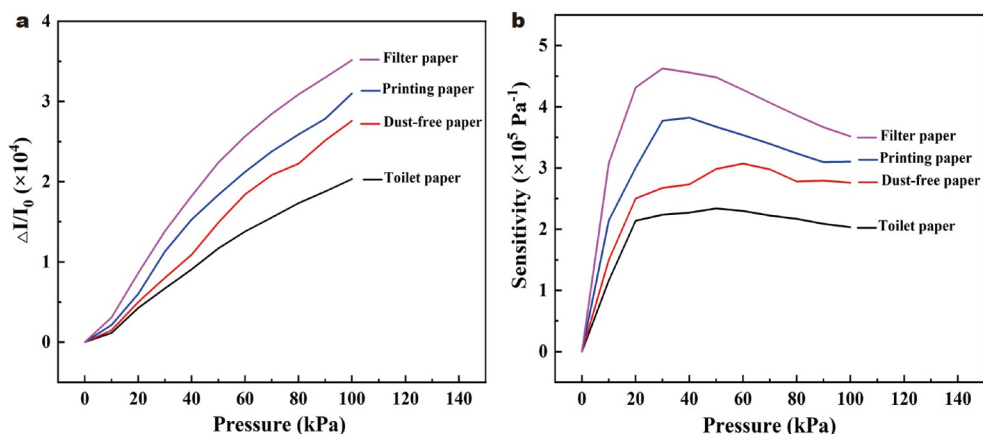 a
4
3
2
1
0
△I/I₀ (×10⁴)
Filter paper
Printing paper
Dust-free paper
Toilet paper
0 20 40 60 80 100 120 140
Pressure (kPa)
b
5
4
3
2
1
0
Sensitivity (×10⁵ Pa⁻¹)
Filter paper
Printing paper
Dust-free paper
Toilet paper
0 20 40 60 80 100 120 140
Pressure (kPa)